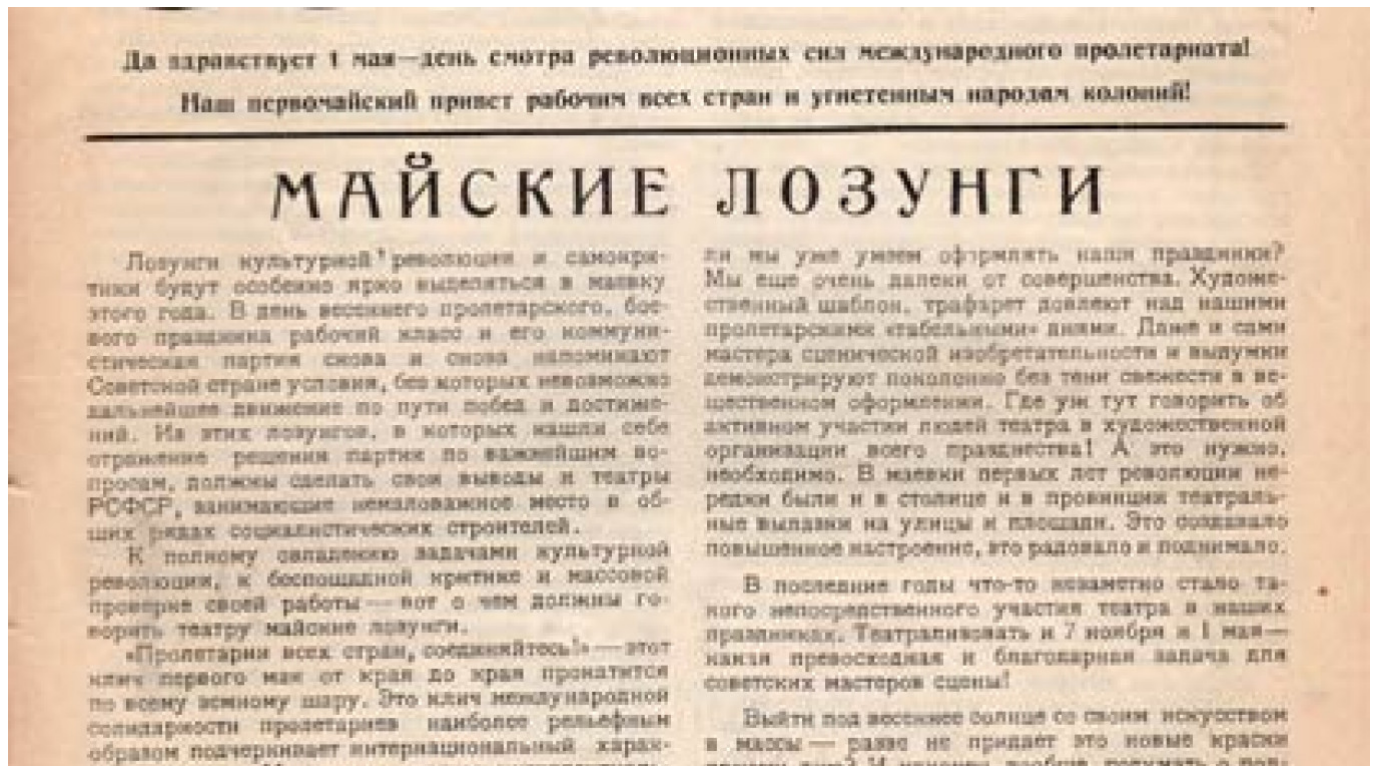 Да здравствует 1 мая—день смотра революционных сил международного пролетариата!
Наш первомайский привет рабочим всех стран и угнетенным народам колоний!
МАЙСКИЕ ЛОЗУНГИ
Лозунги культурной революции и самокри-
тики будут особенно ярко выделяться в маевку
этого года. В день весеннего пролетарского, бое-
вого праздника рабочий класс и его коммуни-
стическая партия снова и снова напоминают
Советской стране условия, без которых невозможно
дальнейшее движение по пути побед и достиже-
ний. Из этих лозунгов, в которых нашли себе
отражение решения партии по важнейшим во-
просам, должны сделать свои выводы и театры
РСФСР, занимающие немаловажное место в об-
щих рядах социалистических строителей.
К полному овладению задачами культурной
революции, к беспощадной критике и массовой
проверке своей работы — вот о чем должны го-
ворить театру майские лозунги.
«Пролетарии всех стран, соединяйтесь!» — этот
клич первого мая от края до края прокатится
по всему земному шару. Это клич международной
солидарности пролетариев наиболее рельефным
образом подчеркивает интернациональный харак-
ли мы уже умеем оформлять наши праздники?
Мы еще очень далеки от совершенства. Художе-
ственный шаблон, трафарет довлеют над нашими
пролетарскими «табельными» днями. Даже и сами
мастера сценической изобретательности и выдумки
демонстрируют поколонно без тени свежести в ве-
щественном оформлении. Где уж тут говорить об
активном участии людей театра в художественной
организации всего празднества! А это нужно,
необходимо. В маевки первых лет революции не-
редки были и в столице и в провинции театраль-
ные вылазки на улицы и площади. Это создавало
повышенное настроение, это радовало и поднимало.
В последние годы что-то незаметно стало та-
кого непосредственного участия театра в наших
праздниках. Театрализовать и 7 ноября и 1 мая—
какая превосходная и благодарная задача для
советских мастеров сцены!
Выйти под весеннее солнце со своим искусством
в массы — разве не придает это новые краски